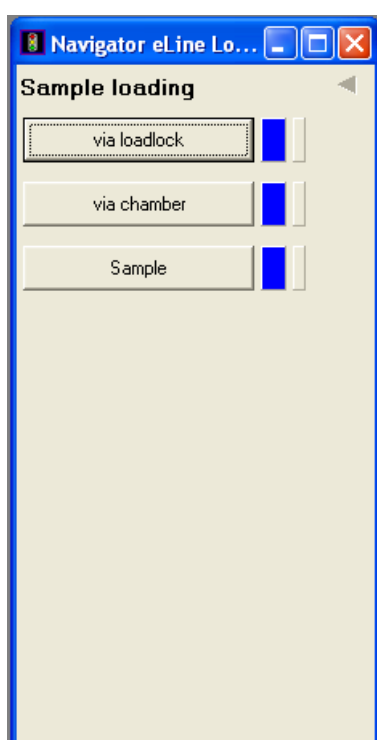 Navigator eLine Lo...
Sample loading
via loadlock
via chamber
Sample